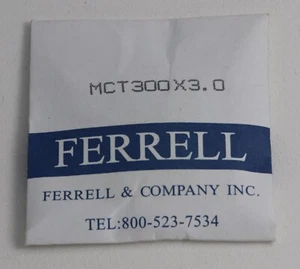 MCT300X3.0
FERRELL
FERRELL & COMPANY INC.
TEL:800-523-7534